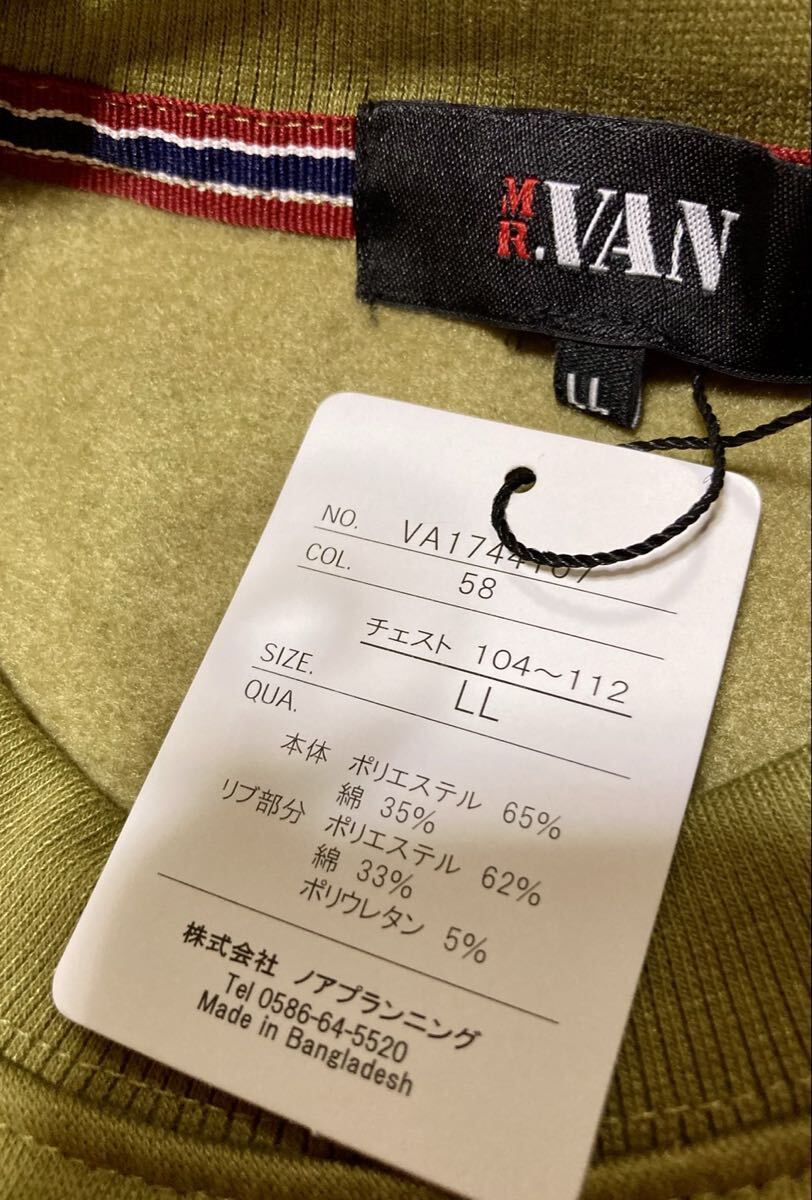 MR.VAN
LL
NO. VA1744107
COL. 58
チェスト 104～112
SIZE. LL
QUA.
本体 ポリエステル 65%
綿 35%
リブ部分 ポリエステル 62%
綿 33%
ポリウレタン 5%
株式会社 ノアプランニング
Tel 0586-64-5520
Made in Bangladesh